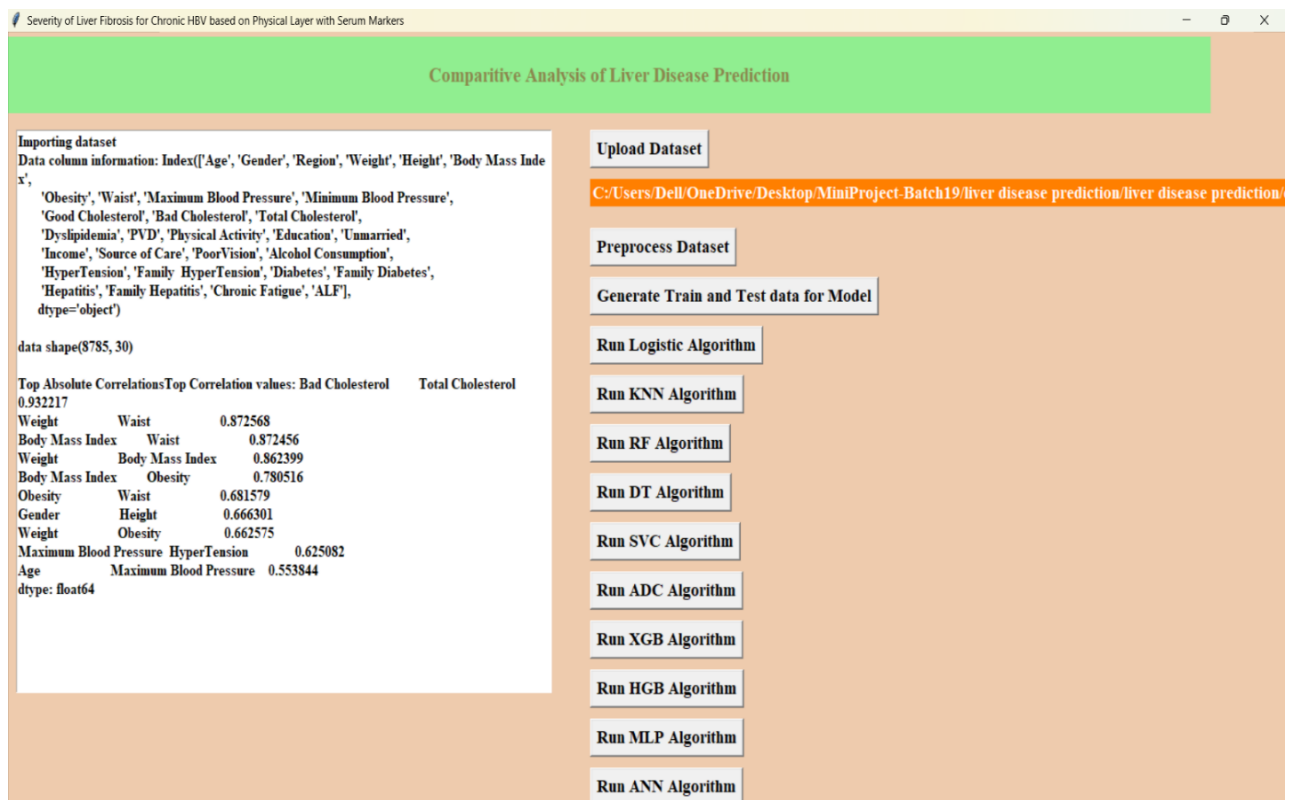 Severity of Liver Fibrosis for Chronic HBV based on Physical Layer with Serum Markers
Comparitive Analysis of Liver Disease Prediction
Importing dataset
Data column information: Index(['Age', 'Gender', 'Region', 'Weight', 'Height', 'Body Mass Inde
x',
'Obesity', 'Waist', 'Maximum Blood Pressure', 'Minimum Blood Pressure',
'Good Cholesterol', 'Bad Cholesterol', 'Total Cholesterol',
'Dyslipidemia', 'PVD', 'Physical Activity', 'Education', 'Unmarried',
'Income', 'Source of Care', 'PoorVision', 'Alcohol Consumption',
'HyperTension', 'Family  HyperTension', 'Diabetes', 'Family Diabetes',
'Hepatitis', 'Family Hepatitis', 'Chronic Fatigue', 'ALF'],
dtype='object')
data shape(8785, 30)
Top Absolute CorrelationsTop Correlation values: Bad Cholesterol Total Cholesterol
0.932217
Weight Waist 0.872568
Body Mass Index Waist 0.872456
Weight Body Mass Index 0.862399
Body Mass Index Obesity 0.780516
Obesity Waist 0.681579
Gender Height 0.666301
Weight Obesity 0.662575
Maximum Blood Pressure HyperTension 0.625082
Age Maximum Blood Pressure 0.553844
dtype: float64
Upload Dataset
C:/Users/Dell/OneDrive/Desktop/MiniProject-Batch19/liver disease prediction/liver disease prediction/
Preprocess Dataset
Generate Train and Test data for Model
Run Logistic Algorithm
Run KNN Algorithm
Run RF Algorithm
Run DT Algorithm
Run SVC Algorithm
Run ADC Algorithm
Run XGB Algorithm
Run HGB Algorithm
Run MLP Algorithm
Run ANN Algorithm